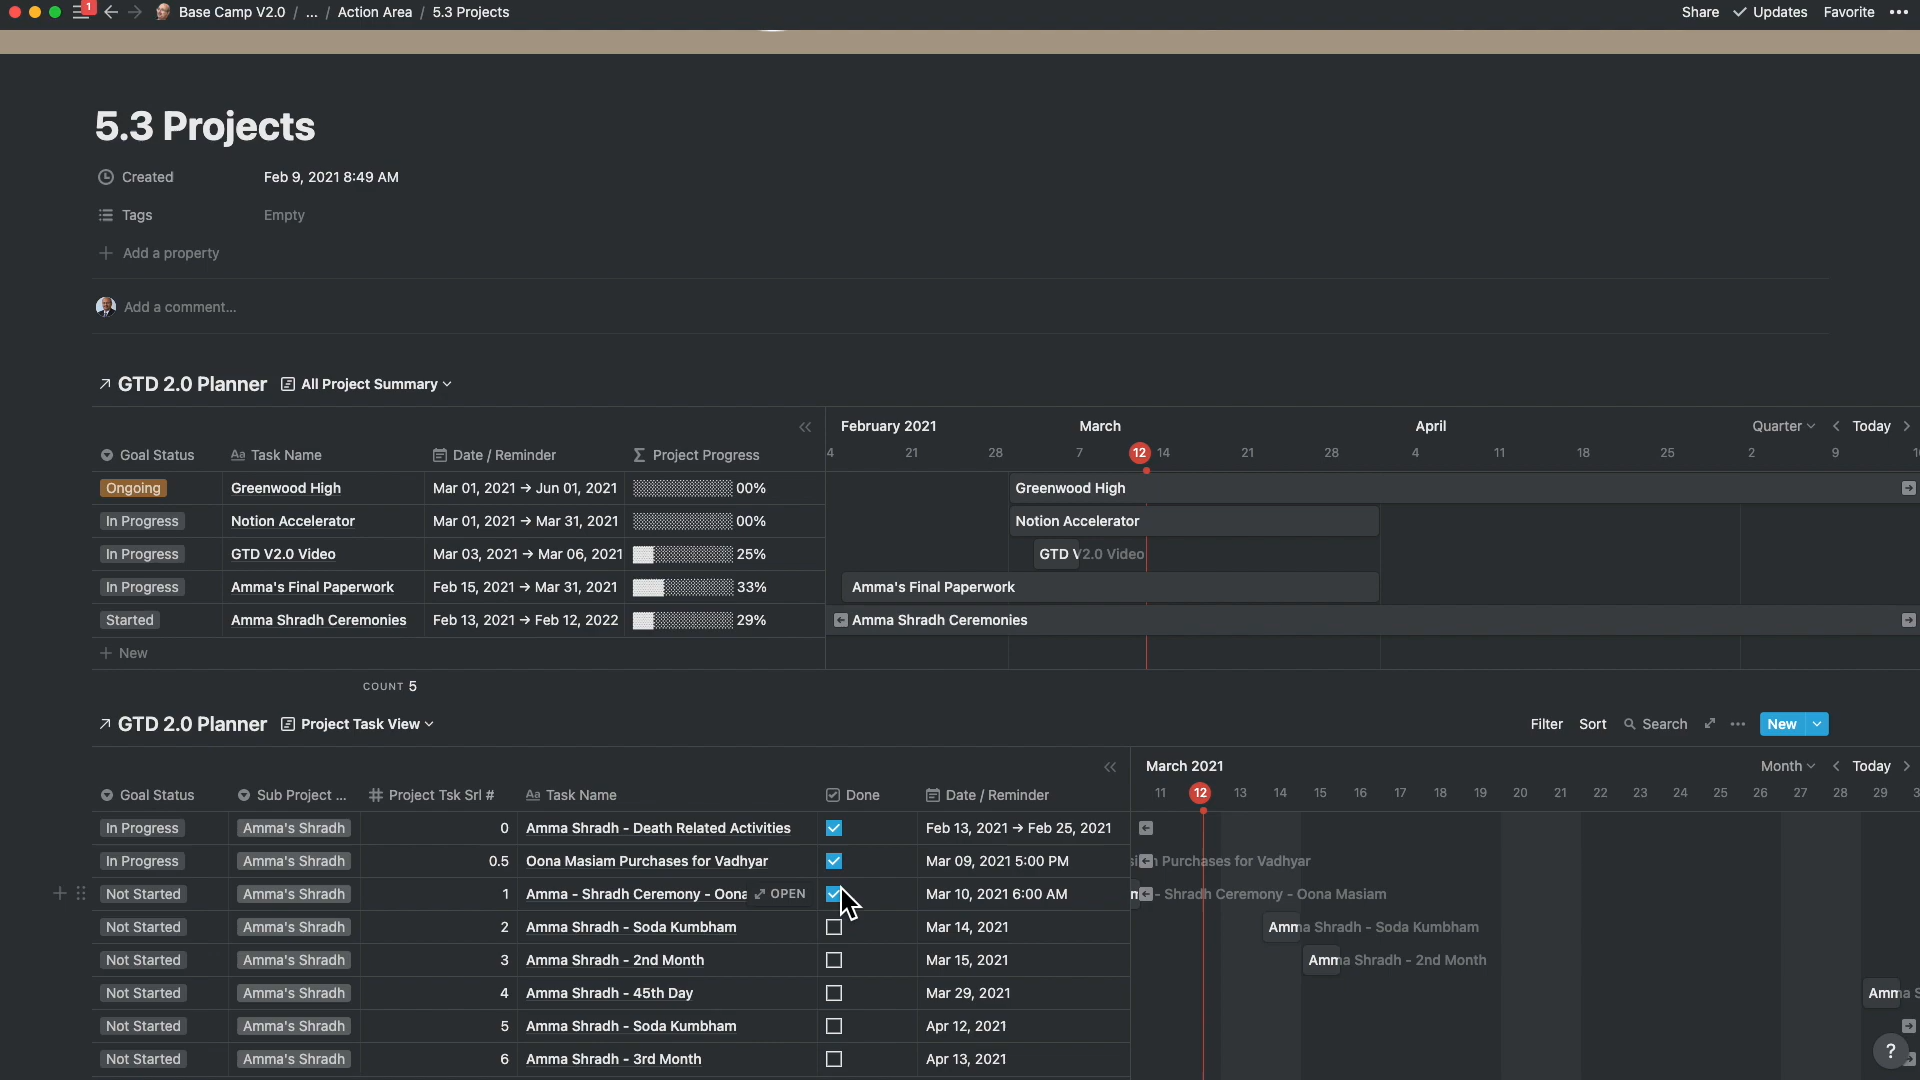 1 Base Camp V2.0 / ... / Action Area / 5.3 Projects Share Updates Favorite •••
5.3 Projects
Created Feb 9, 2021 8:49 AM
Tags Empty
+ Add a property
Add a comment...
GTD 2.0 Planner All Project Summary
February 2021 March April Quarter Today
Goal Status Aa Task Name Date / Reminder Σ Project Progress 4 21 28 7 12 14 21 28 4 11 18 25 2 9
Ongoing Greenwood High Mar 01, 2021 → Jun 01, 2021 00% Greenwood High
In Progress Notion Accelerator Mar 01, 2021 → Mar 31, 2021 00% Notion Accelerator
In Progress GTD V2.0 Video Mar 03, 2021 → Mar 06, 2021 25% GTD V2.0 Video
In Progress Amma's Final Paperwork Feb 15, 2021 → Mar 31, 2021 33% Amma's Final Paperwork
Started Amma Shradh Ceremonies Feb 13, 2021 → Feb 12, 2022 29% Amma Shradh Ceremonies
+ New
COUNT 5
GTD 2.0 Planner Project Task View Filter Sort Search ••• New
March 2021 Month Today
Goal Status Sub Project ... # Project Tsk Srl # Aa Task Name Done Date / Reminder 11 12 13 14 15 16 17 18 19 20 21 22 23 24 25 26 27 28 29
In Progress Amma's Shradh 0 Amma Shradh - Death Related Activities Feb 13, 2021 → Feb 25, 2021
In Progress Amma's Shradh 0.5 Oona Masiam Purchases for Vadhyar Mar 09, 2021 5:00 PM Purchases for Vadhyar
Not Started Amma's Shradh 1 Amma - Shradh Ceremony - Oona OPEN Mar 10, 2021 6:00 AM - Shradh Ceremony - Oona Masiam
Not Started Amma's Shradh 2 Amma Shradh - Soda Kumbham Mar 14, 2021 Amma Shradh - Soda Kumbham
Not Started Amma's Shradh 3 Amma Shradh - 2nd Month Mar 15, 2021 Amma Shradh - 2nd Month
Not Started Amma's Shradh 4 Amma Shradh - 45th Day Mar 29, 2021 Amma S
Not Started Amma's Shradh 5 Amma Shradh - Soda Kumbham Apr 12, 2021
Not Started Amma's Shradh 6 Amma Shradh - 3rd Month Apr 13, 2021 ?